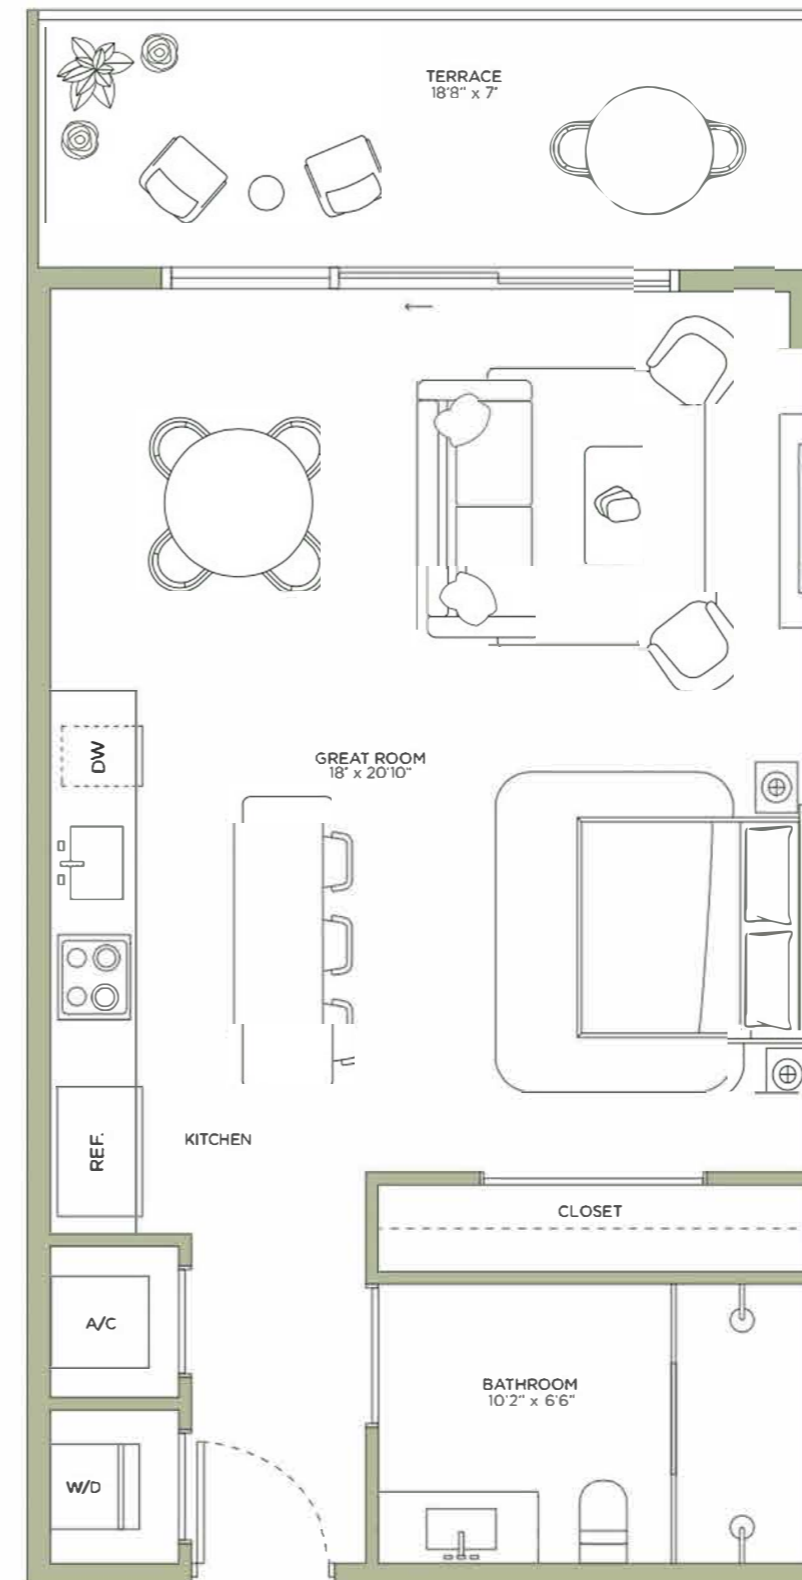 TERRACE
18'8" x 7'
DW
GREAT ROOM
18' x 20'10"
REF.
KITCHEN
CLOSET
A/C
BATHROOM
10'2" x 6'6"
W/D